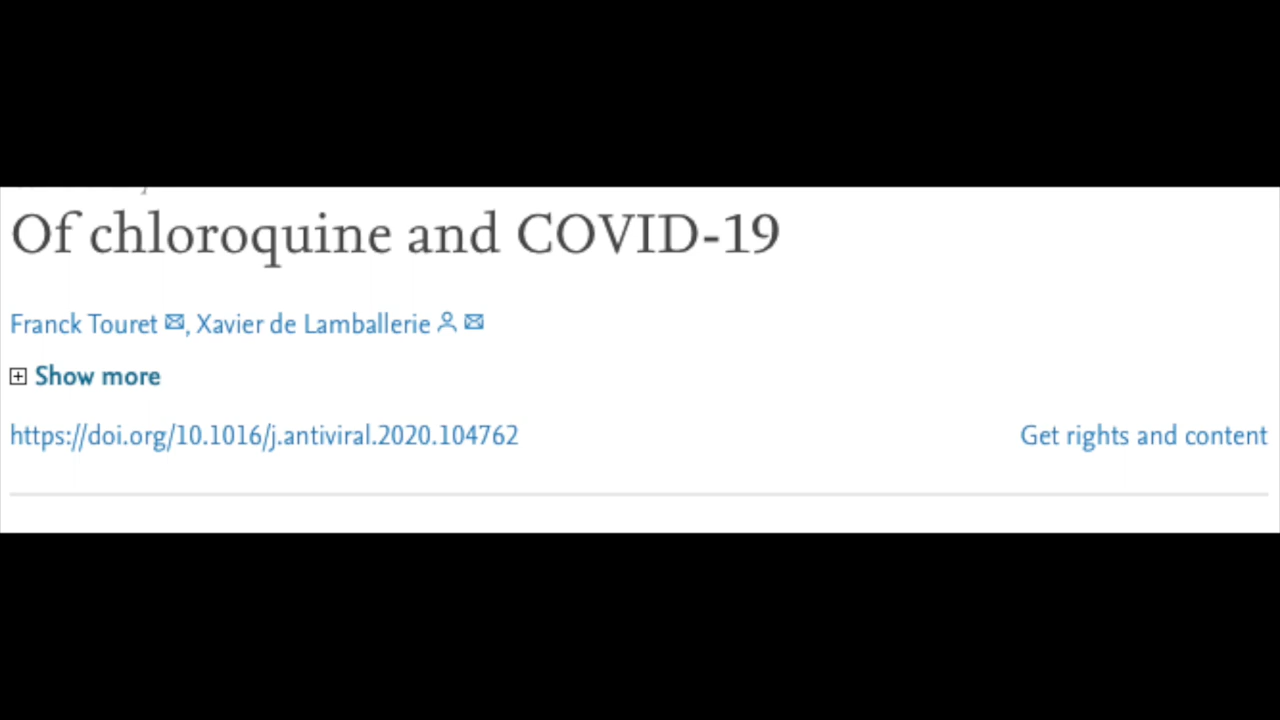 Of chloroquine and COVID-19
Franck Touret, Xavier de Lamballerie
Show more
https://doi.org/10.1016/j.antiviral.2020.104762
Get rights and content